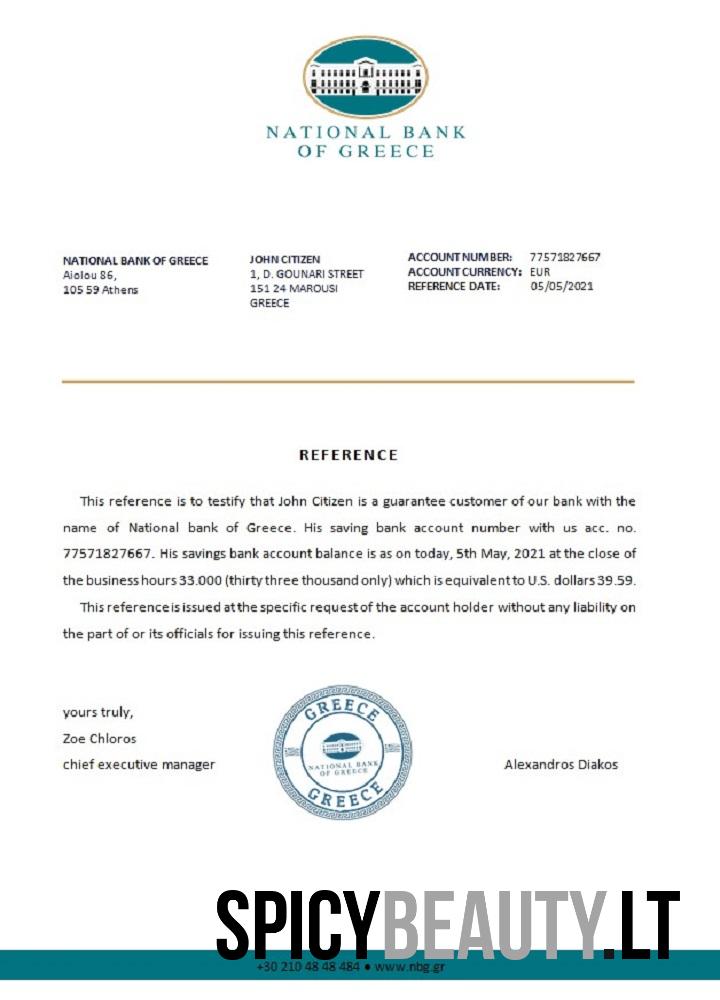 NATIONAL BANK
OF GREECE
NATIONAL BANK OF GREECE
Aiolou 86,
105 59 Athens
JOHN CITIZEN
1, D. GOUNARI STREET
151 24 MAROUSI
GREECE
ACCOUNT NUMBER: 77571827667
ACCOUNT CURRENCY: EUR
REFERENCE DATE: 05/05/2021
REFERENCE
This reference is to testify that John Citizen is a guarantee customer of our bank with the
name of National bank of Greece. His saving bank account number with us acc. no.
77571827667. His savings bank account balance is as on today, 5th May, 2021 at the close of
the business hours 33.000 (thirty three thousand only) which is equivalent to U.S. dollars 39.59.
This reference is issued at the specific request of the account holder without any liability on
the part of or its officials for issuing this reference.
yours truly,
Zoe Chloros
chief executive manager
GREECE
NATIONAL BANK
OF GREECE
GREECE
Alexandros Diakos
SPICYBEAUTY.LT
+30 210 48 48 484 ● www.nbg.gr